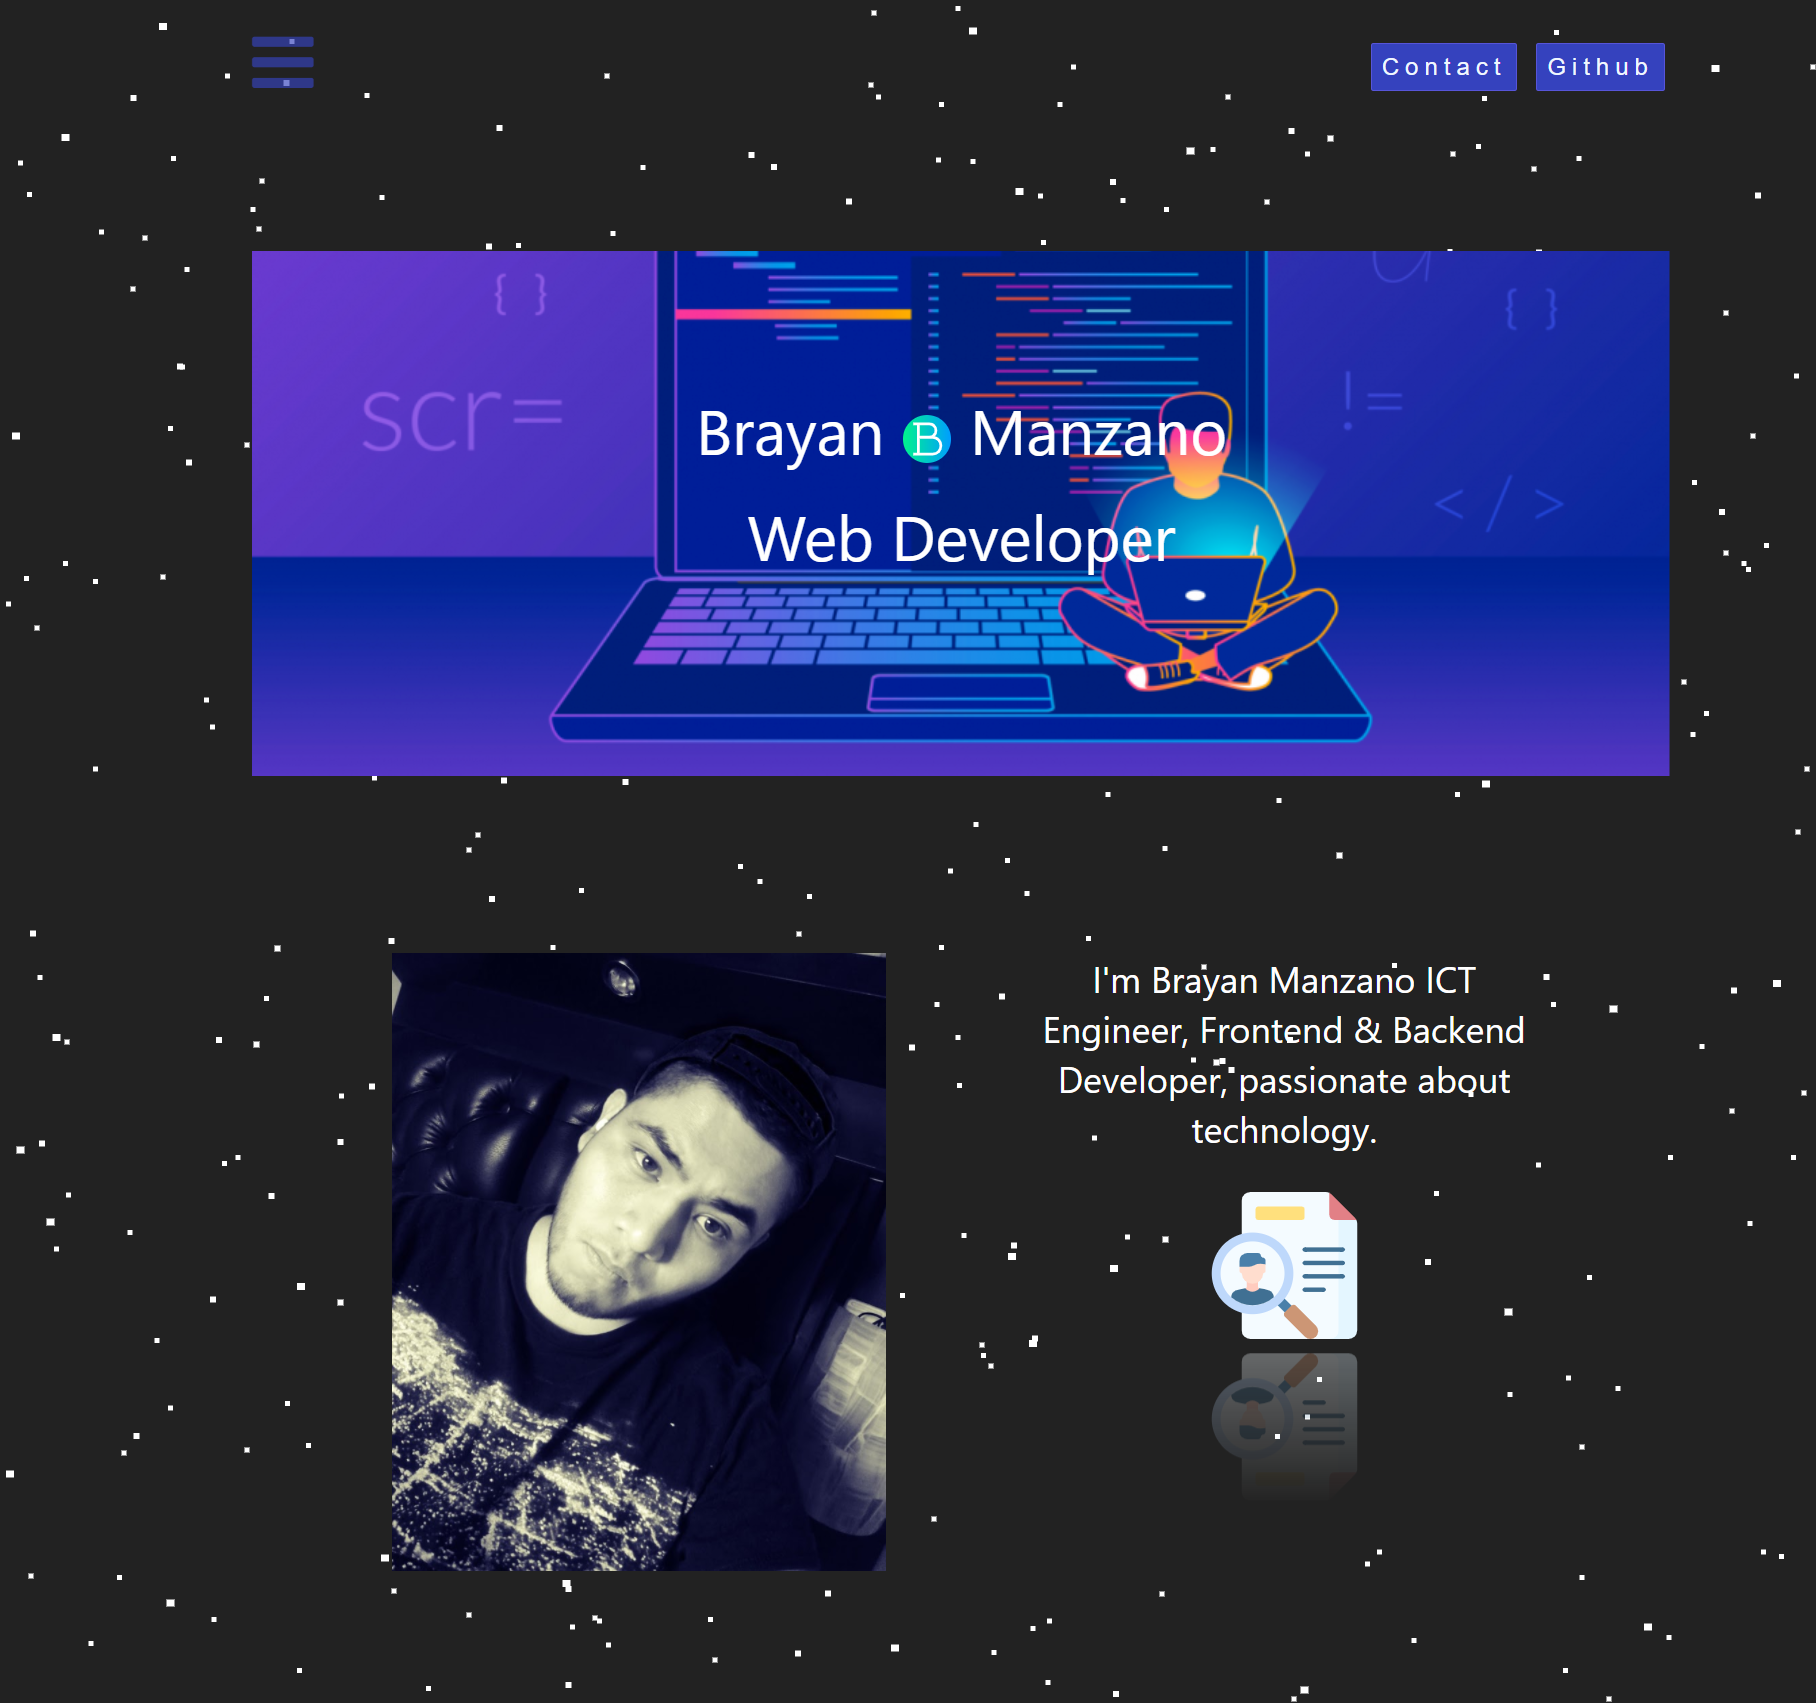 Contact Github
{ }
{ }
scr=
!=
Brayan B Manzano
</>
Web Developer
I'm Brayan Manzano ICT
Engineer, Frontend & Backend
Developer, passionate about
technology.